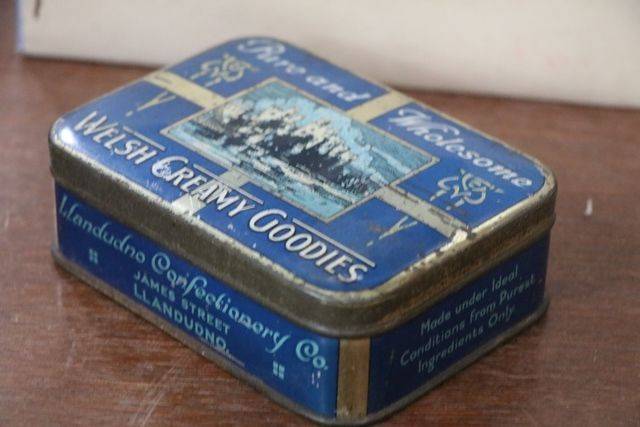 Pure and Wholesome
WELSH CREAMY GOODIES
Llandudno Confectionery Co.
JAMES STREET
LLANDUDNO.
Made under Ideal
Conditions from Purest
Ingredients Only